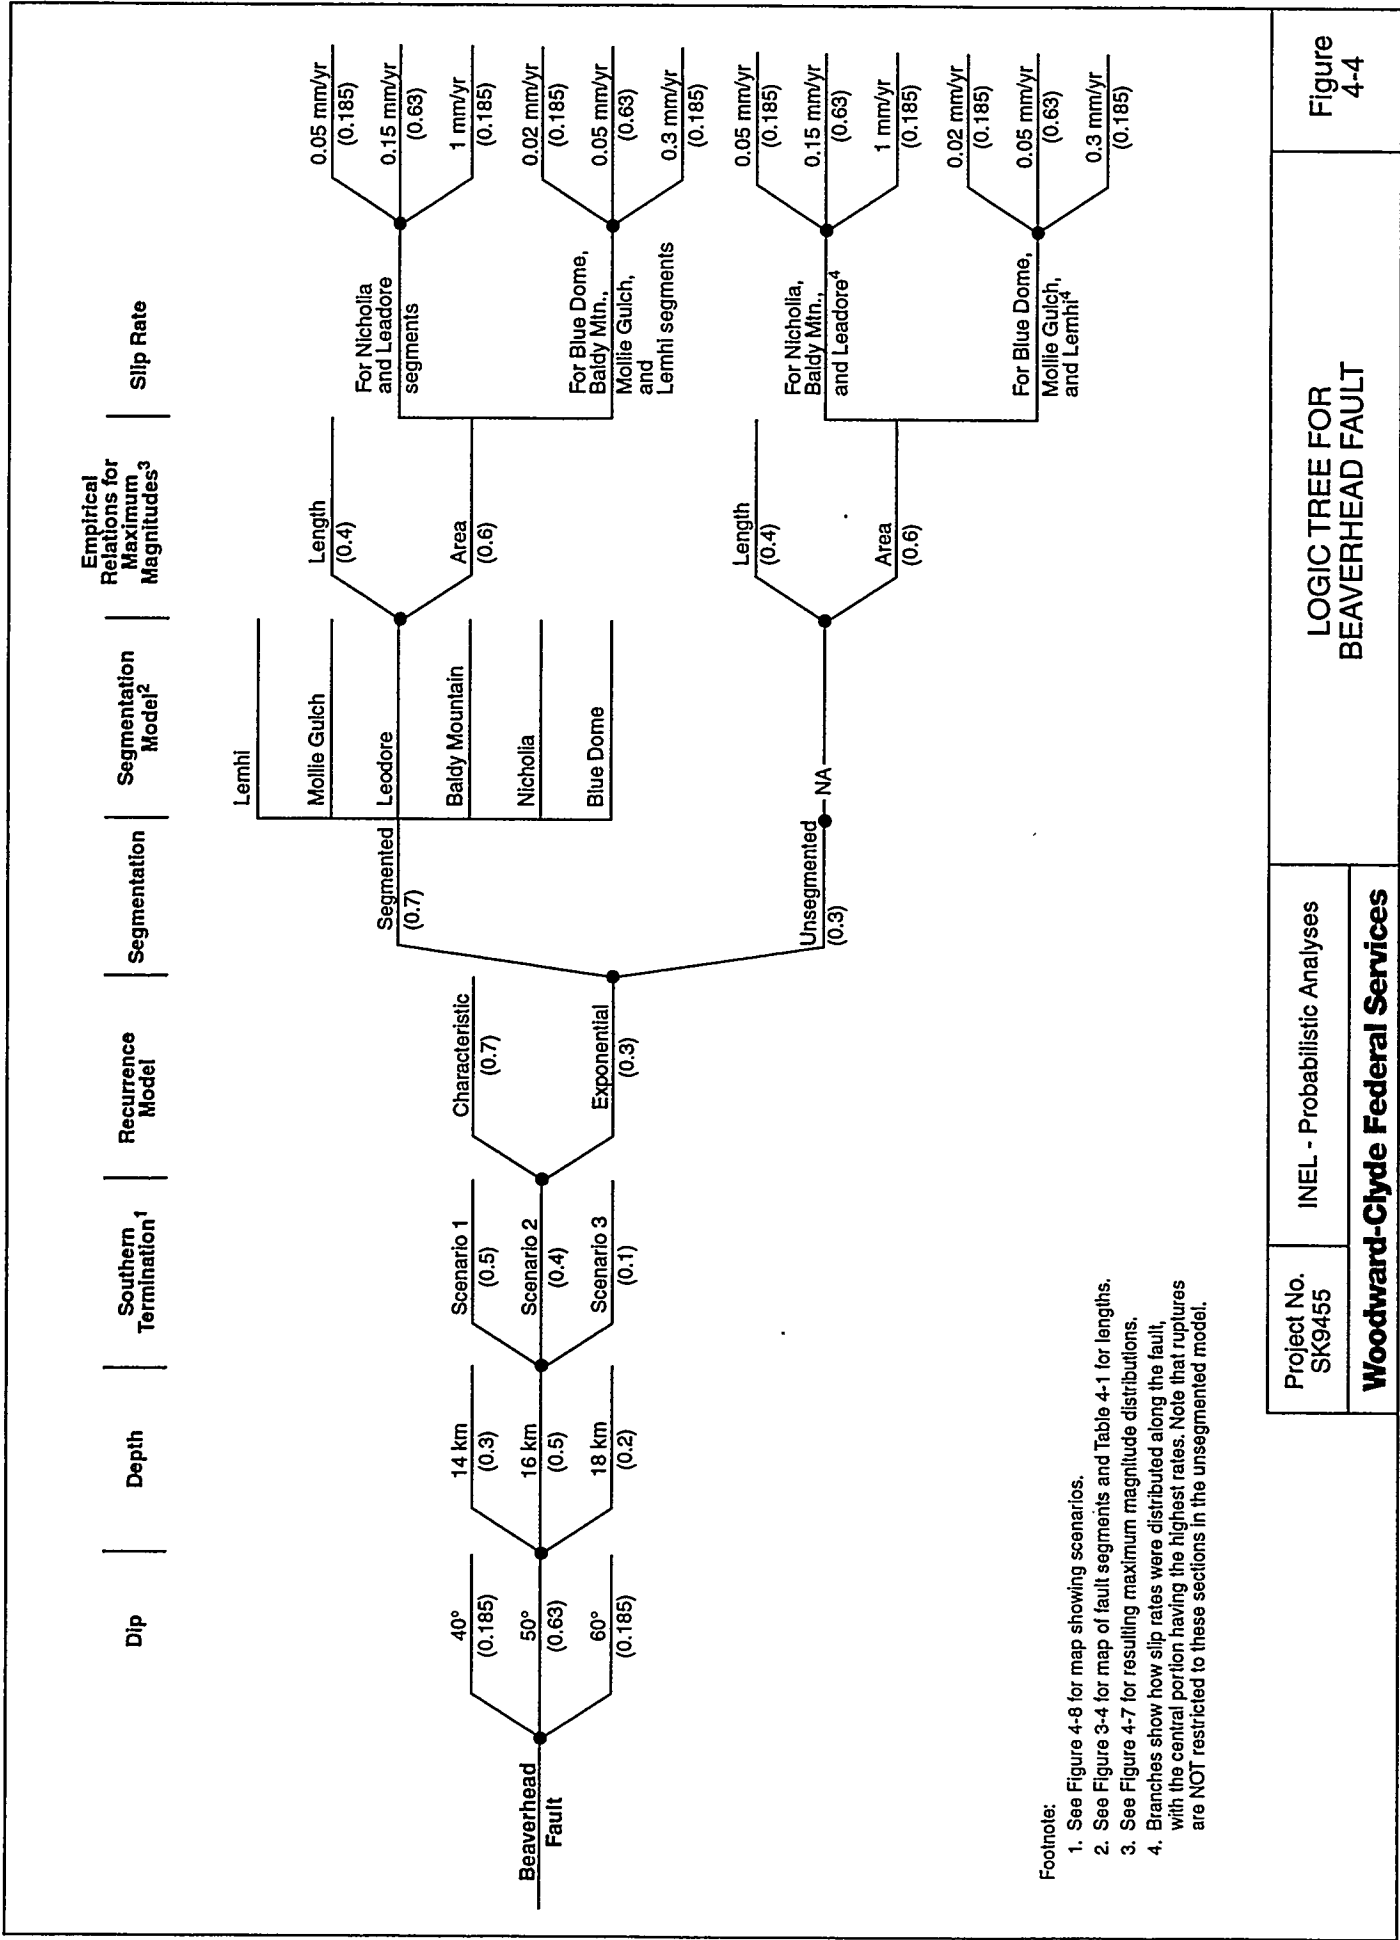 Dip
Depth
Southern
Termination1
Recurrence
Model
Segmentation
Segmentation
Model2
Empirical
Relations for
Maximum
Magnitudes3
Slip Rate
Beaverhead
Fault
40°
(0.185)
50°
(0.63)
60°
(0.185)
14 km
(0.3)
16 km
(0.5)
18 km
(0.2)
Scenario 1
(0.5)
Scenario 2
(0.4)
Scenario 3
(0.1)
Characteristic
(0.7)
Exponential
(0.3)
Segmented
(0.7)
Unsegmented
(0.3)
Lemhi
Mollie Gulch
Leodore
Baldy Mountain
Nicholia
Blue Dome
NA
Length
(0.4)
Area
(0.6)
Length
(0.4)
Area
(0.6)
For Nicholia
and Leadore
segments
For Blue Dome,
Baldy Mtn.,
Mollie Gulch,
and
Lemhi segments
For Nicholia,
Baldy Mtn.,
and Leadore4
For Blue Dome,
Mollie Gulch,
and Lemhi4
0.05 mm/yr
(0.185)
0.15 mm/yr
(0.63)
1 mm/yr
(0.185)
0.02 mm/yr
(0.185)
0.05 mm/yr
(0.63)
0.3 mm/yr
(0.185)
0.05 mm/yr
(0.185)
0.15 mm/yr
(0.63)
1 mm/yr
(0.185)
0.02 mm/yr
(0.185)
0.05 mm/yr
(0.63)
0.3 mm/yr
(0.185)
Footnote:
1. See Figure 4-8 for map showing scenarios.
2. See Figure 3-4 for map of fault segments and Table 4-1 for lengths.
3. See Figure 4-7 for resulting maximum magnitude distributions.
4. Branches show how slip rates were distributed along the fault,
with the central portion having the highest rates. Note that ruptures
are NOT restricted to these sections in the unsegmented model.
Project No.
SK9455
INEL - Probabilistic Analyses
Woodward-Clyde Federal Services
LOGIC TREE FOR
BEAVERHEAD FAULT
Figure
4-4